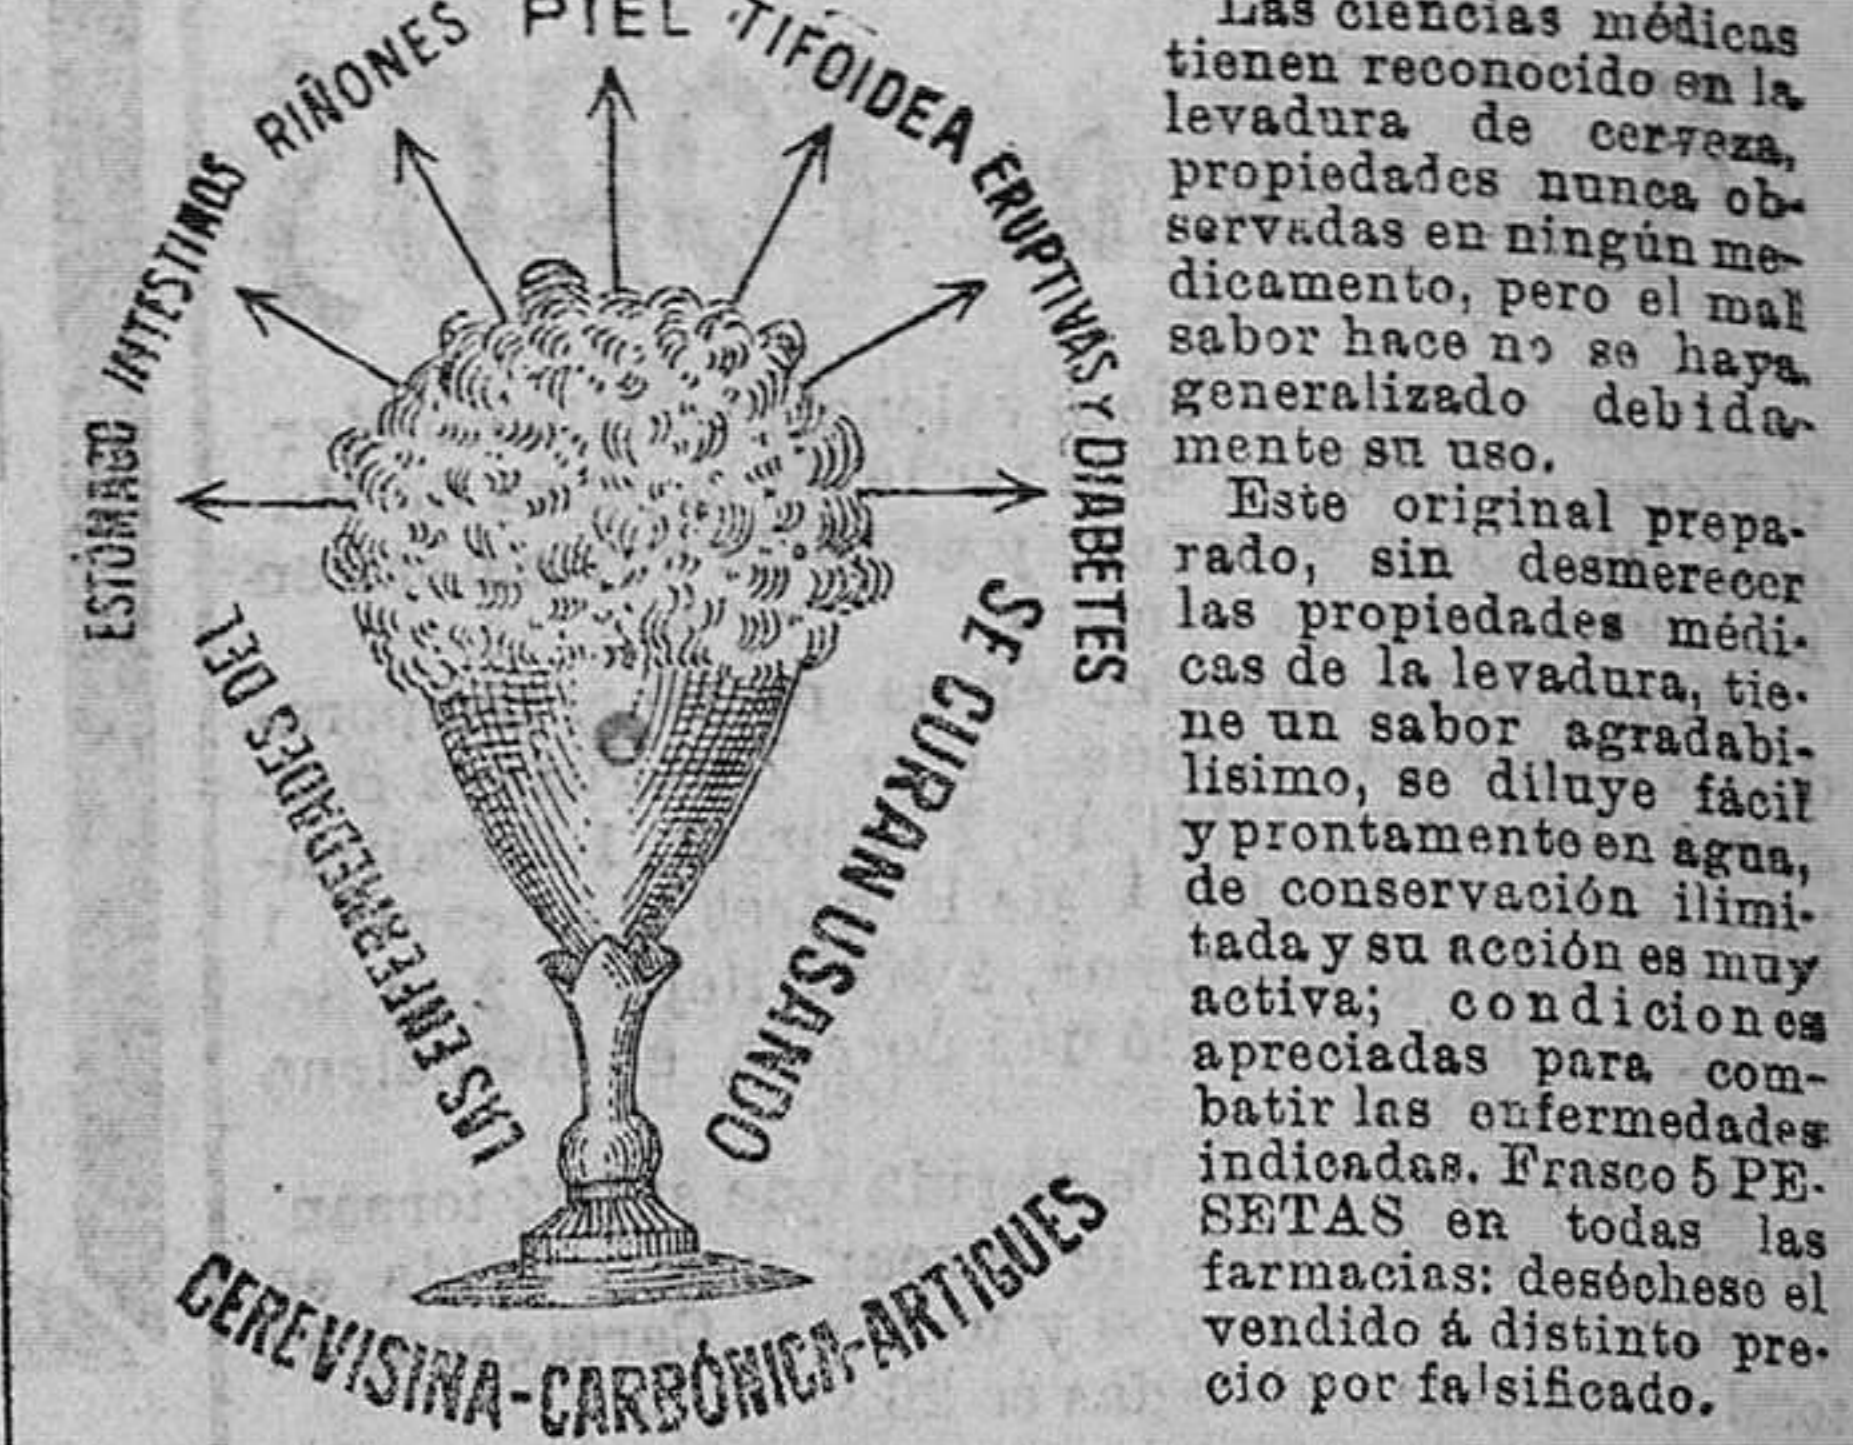 LAS ENFERMEDADES DEL
ESTÓMAGO INTESTINOS RIÑONES PIEL TIFOIDEA ERUPTIVAS Y DIABETES
SE CURAN USANDO
CEREVISINA-CARBÓNICA-ARTIGUES
Las ciencias médicas
tienen reconocido en la
levadura de cerveza,
propiedades nunca ob-
servadas en ningún me-
dicamento, pero el mal
sabor hace no se haya
generalizado debida-
mente su uso.
Este original prepa-
rado, sin desmerecer
las propiedades médi-
cas de la levadura, tie-
ne un sabor agradabi-
lísimo, se diluye fácil
y prontamente en agua,
de conservación ilimi-
tada y su acción es muy
activa; condiciones
apreciadas para com-
batir las enfermedades
indicadas. Frasco 5 PE-
SETAS en todas las
farmacias: deséchese el
vendido á distinto pre-
cio por falsificado.